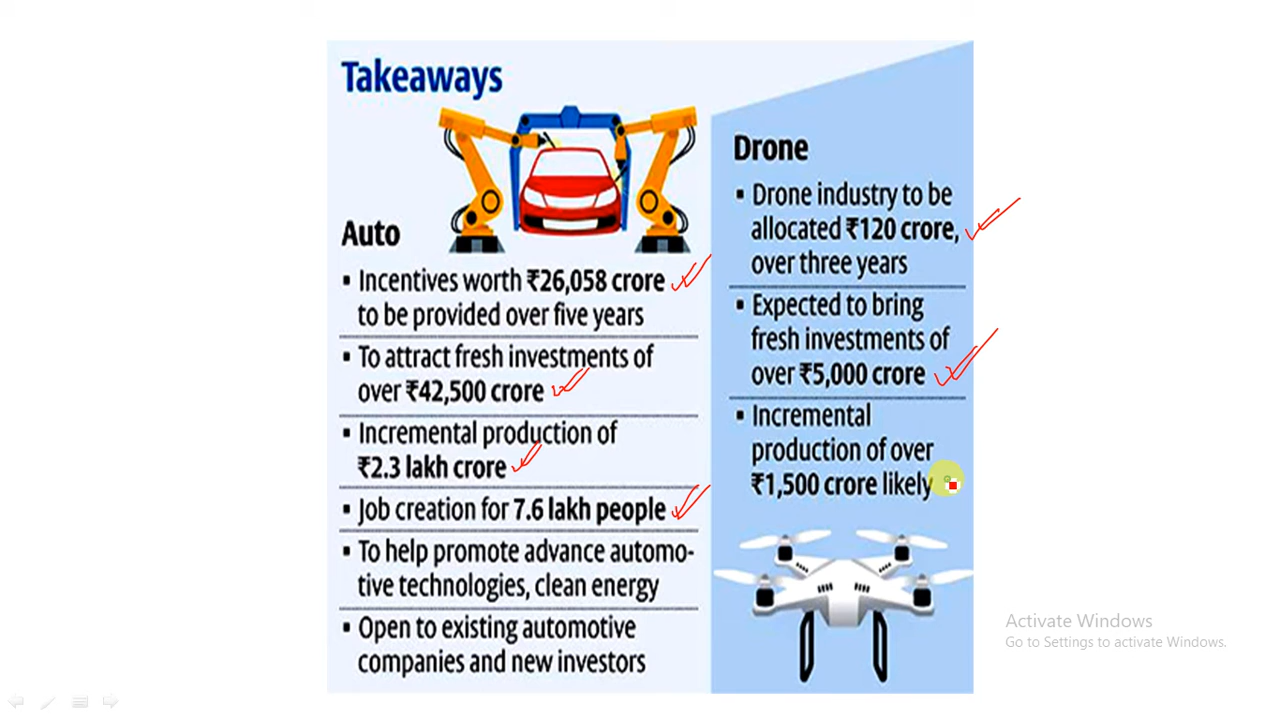 Takeaways
Auto
▪ Incentives worth ₹26,058 crore
to be provided over five years
▪ To attract fresh investments of
over ₹42,500 crore
▪ Incremental production of
₹2.3 lakh crore
▪ Job creation for 7.6 lakh people
▪ To help promote advance automo-
tive technologies, clean energy
▪ Open to existing automotive
companies and new investors
Drone
▪ Drone industry to be
allocated ₹120 crore,
over three years
▪ Expected to bring
fresh investments of
over ₹5,000 crore
▪ Incremental
production of over
₹1,500 crore likely
Activate Windows
Go to Settings to activate Windows.